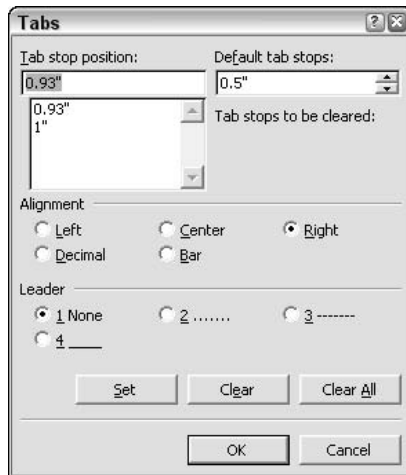 Tabs
Tab stop position: Default tab stops:
0.93" 0.5"
0.93" Tab stops to be cleared:
1"
Alignment
Left Center Right
Decimal Bar
Leader
1 None 2 ....... 3 -------
4 ____
Set Clear Clear All
OK Cancel